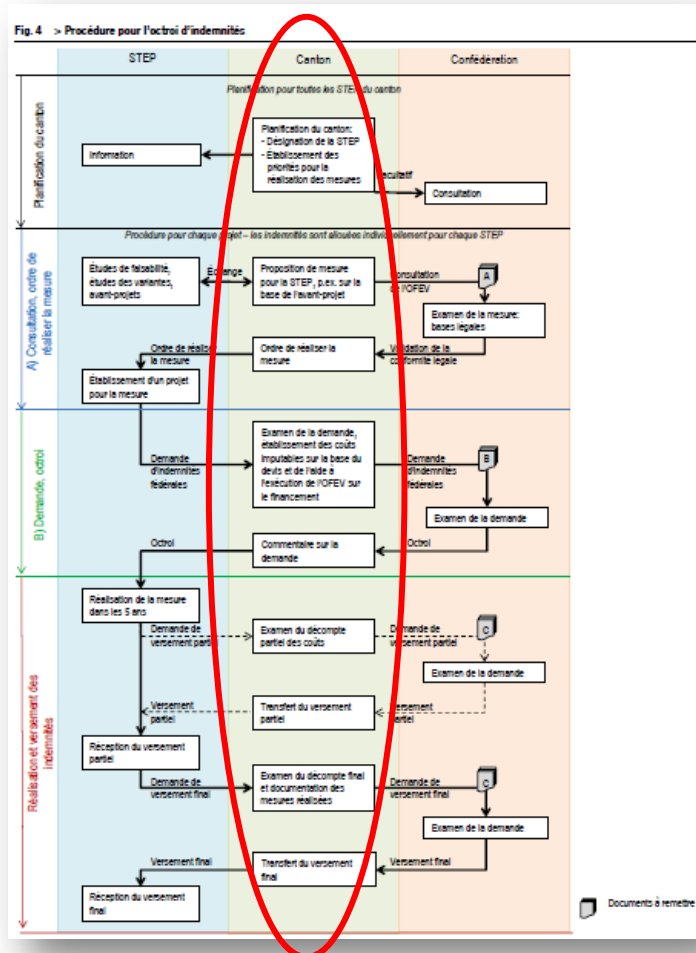 Fig. 4 > Procédure pour l'octroi d'indemnités
STEP
Canton
Confédération
Planification pour toutes les STEP du canton
Planification du canton
Information
Planification du canton:
- Désignation de la STEP
- Établissement des
priorités pour la
réalisation des mesures
facultatif
Consultation
Procédure pour chaque projet – les indemnités sont allouées individuellement pour chaque STEP
A) Consultation, ordre de
réaliser la mesure
Études de faisabilité,
études des variantes,
avant-projets
Échange
Proposition de mesure
pour la STEP, p.ex. sur la
base de l'avant-projet
Consultation
de l'OFEV
A
Examen de la mesure:
bases légales
Ordre de réaliser
la mesure
Ordre de réaliser la
mesure
Validation de la
conformité légale
Établissement d'un projet
pour la mesure
B) Demande, octroi
Demande
d'indemnités
fédérales
Examen de la demande,
établissement des coûts
imputables sur la base du
devis et de l'aide à
l'exécution de l'OFEV sur
le financement
Demande
d'indemnités
fédérales
B
Examen de la demande
Octroi
Commentaire sur la
demande
Octroi
Réalisation et versement des
indemnités
Réalisation de la mesure
dans les 5 ans
Demande de
versement partiel
Examen du décompte
partiel des coûts
Demande de
versement partiel
C
Examen de la demande
Versement
partiel
Transfert du versement
partiel
Versement
partiel
Réception du versement
partiel
Demande de
versement final
Examen du décompte final
et documentation des
mesures réalisées
Demande de
versement final
C
Examen de la demande
Versement final
Transfert du versement
final
Versement final
Réception du versement
final
Documents à remettre